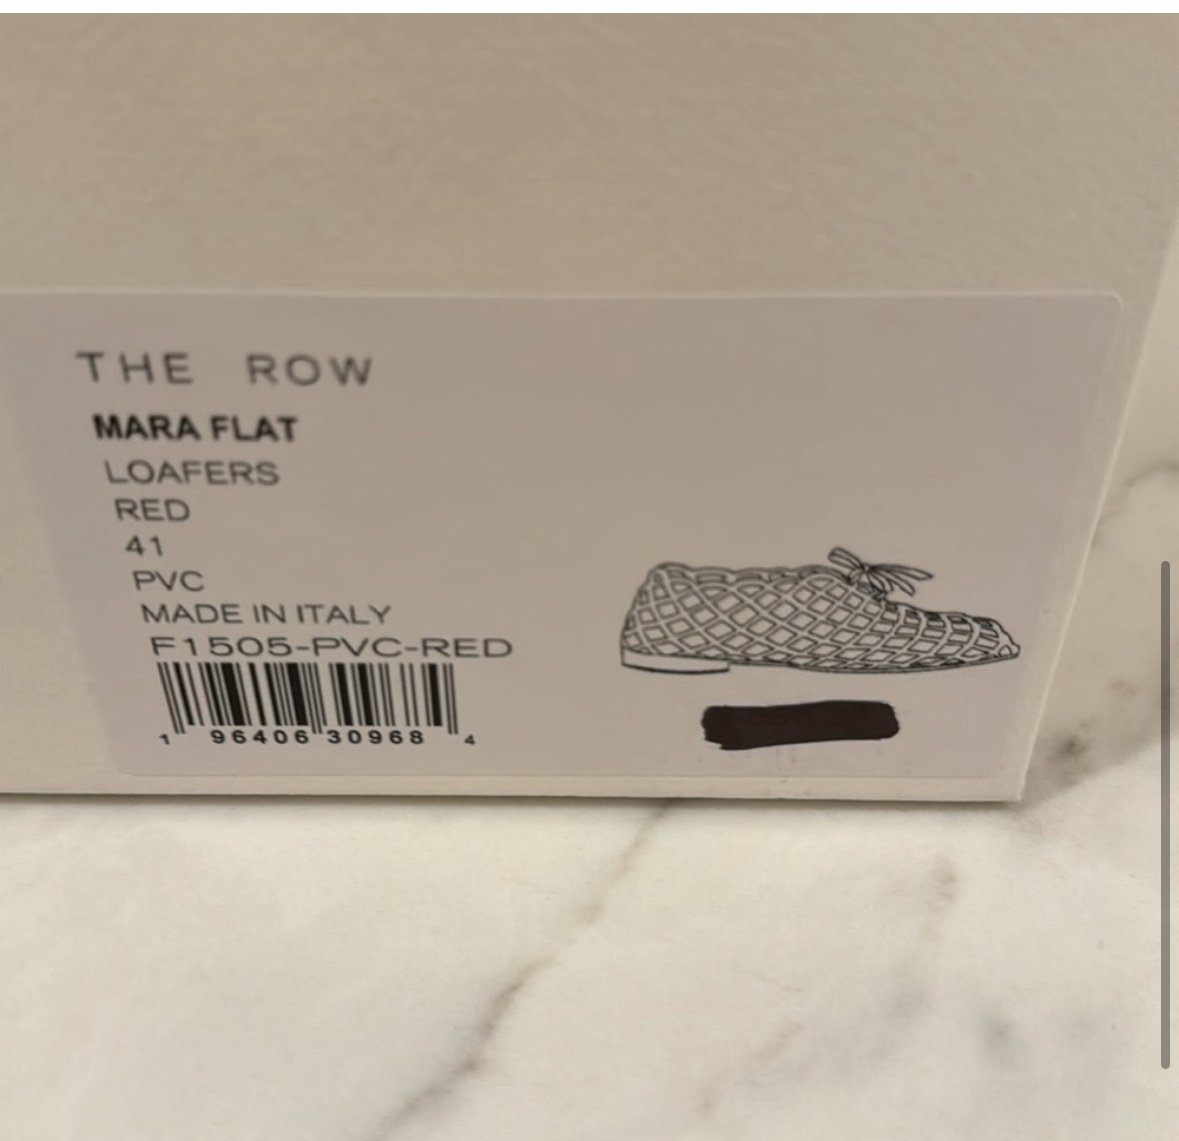 THE ROW
MARA FLAT
LOAFERS
RED
41
PVC
MADE IN ITALY
F1505-PVC-RED
1 96406 30968 4